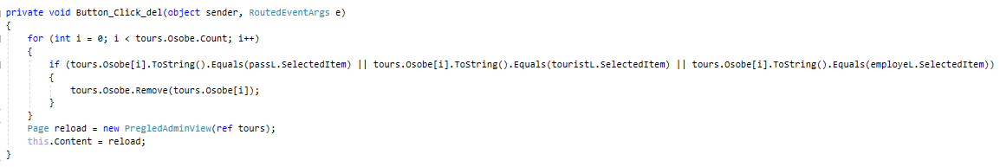 private void Button_Click_del(object sender, RoutedEventArgs e)
{
for (int i = 0; i < tours.Osobe.Count; i++)
{
if (tours.Osobe[i].ToString().Equals(passL.SelectedItem) || tours.Osobe[i].ToString().Equals(touristL.SelectedItem) || tours.Osobe[i].ToString().Equals(employeL.SelectedItem))
{
tours.Osobe.Remove(tours.Osobe[i]);
}
}
Page reload = new PregledAdminView(ref tours);
this.Content = reload;
}